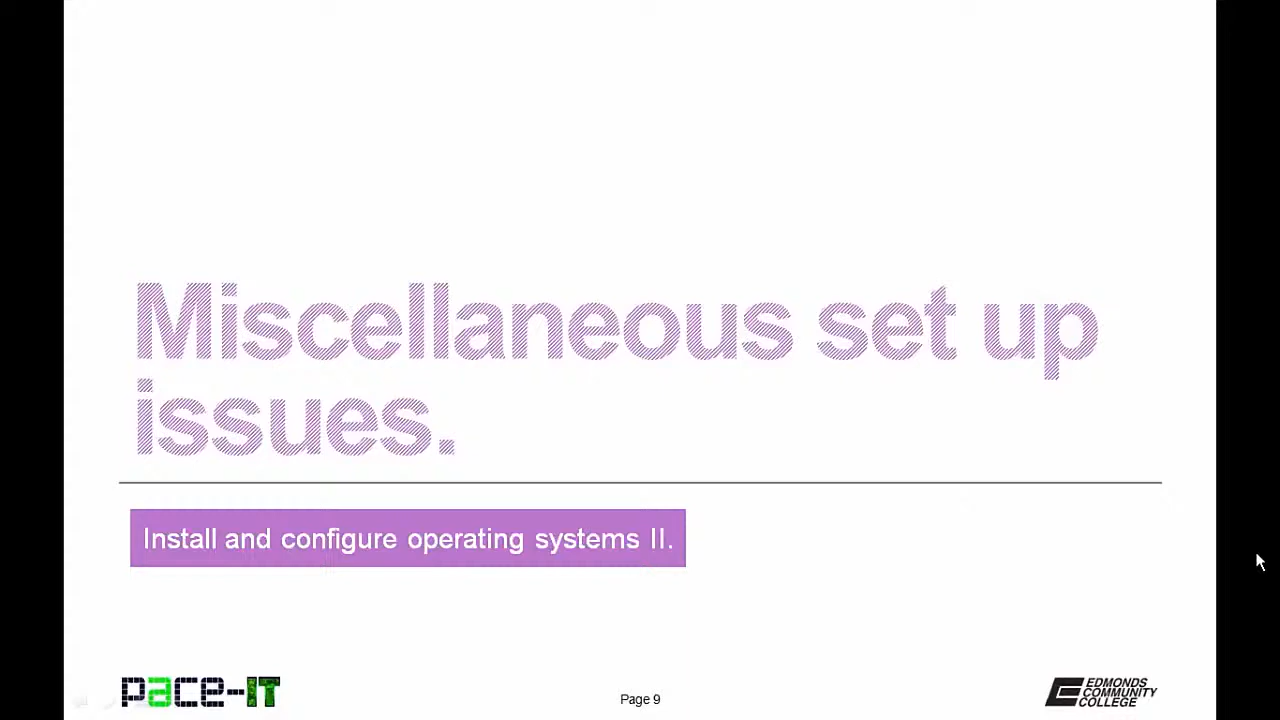 Miscellaneous set up
issues.
Install and configure operating systems II.
pace-IT
Page 9
EDMONDS
COMMUNITY
COLLEGE